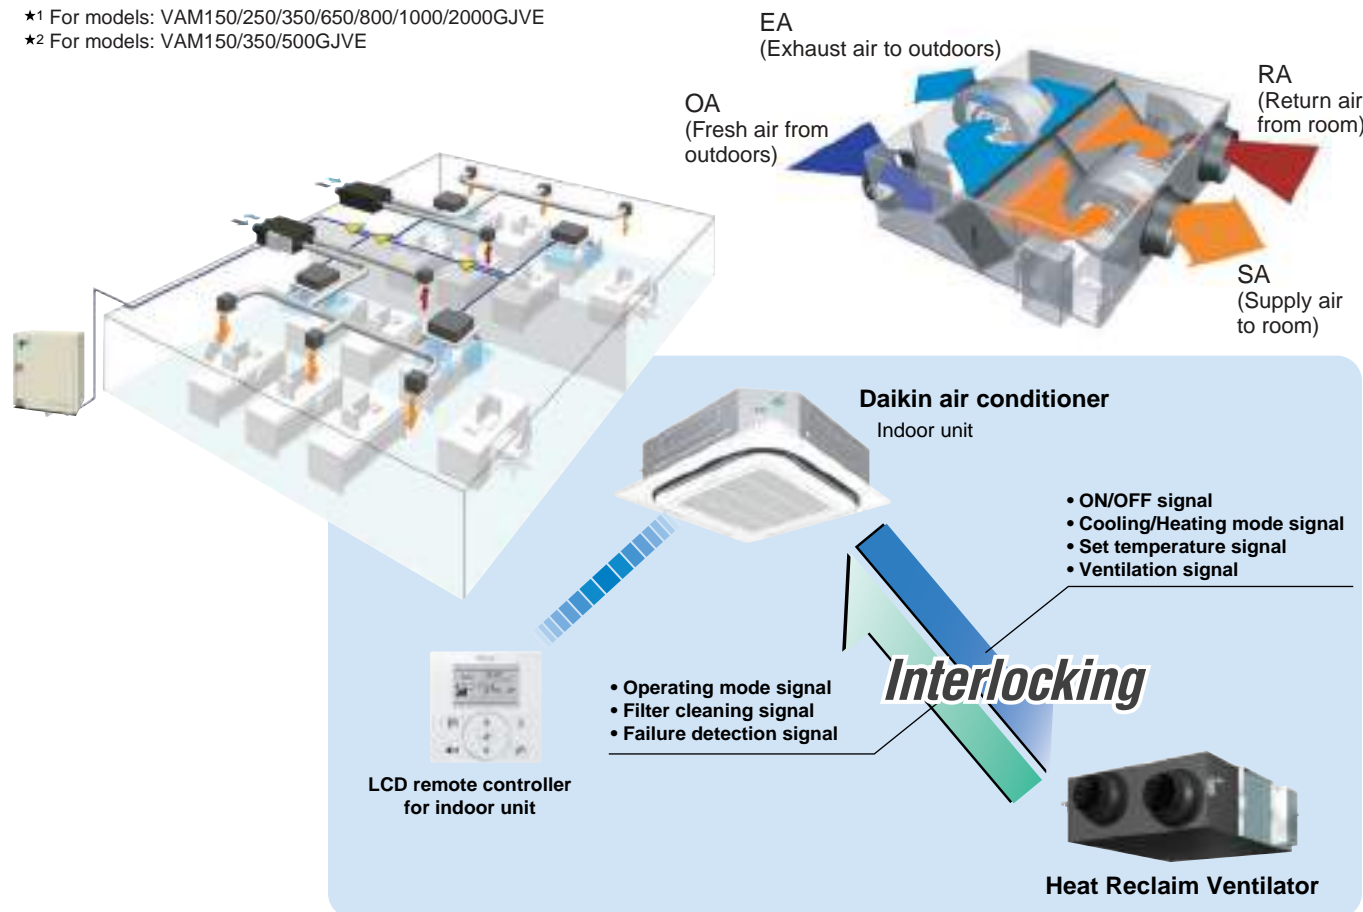 ★1 For models: VAM150/250/350/650/800/1000/2000GJVE
★2 For models: VAM150/350/500GJVE
EA
(Exhaust air to outdoors)
OA
(Fresh air from
outdoors)
RA
(Return air
from room)
SA
(Supply air
to room)
Daikin air conditioner
Indoor unit
• ON/OFF signal
• Cooling/Heating mode signal
• Set temperature signal
• Ventilation signal
Interlocking
• Operating mode signal
• Filter cleaning signal
• Failure detection signal
LCD remote controller
for indoor unit
Heat Reclaim Ventilator